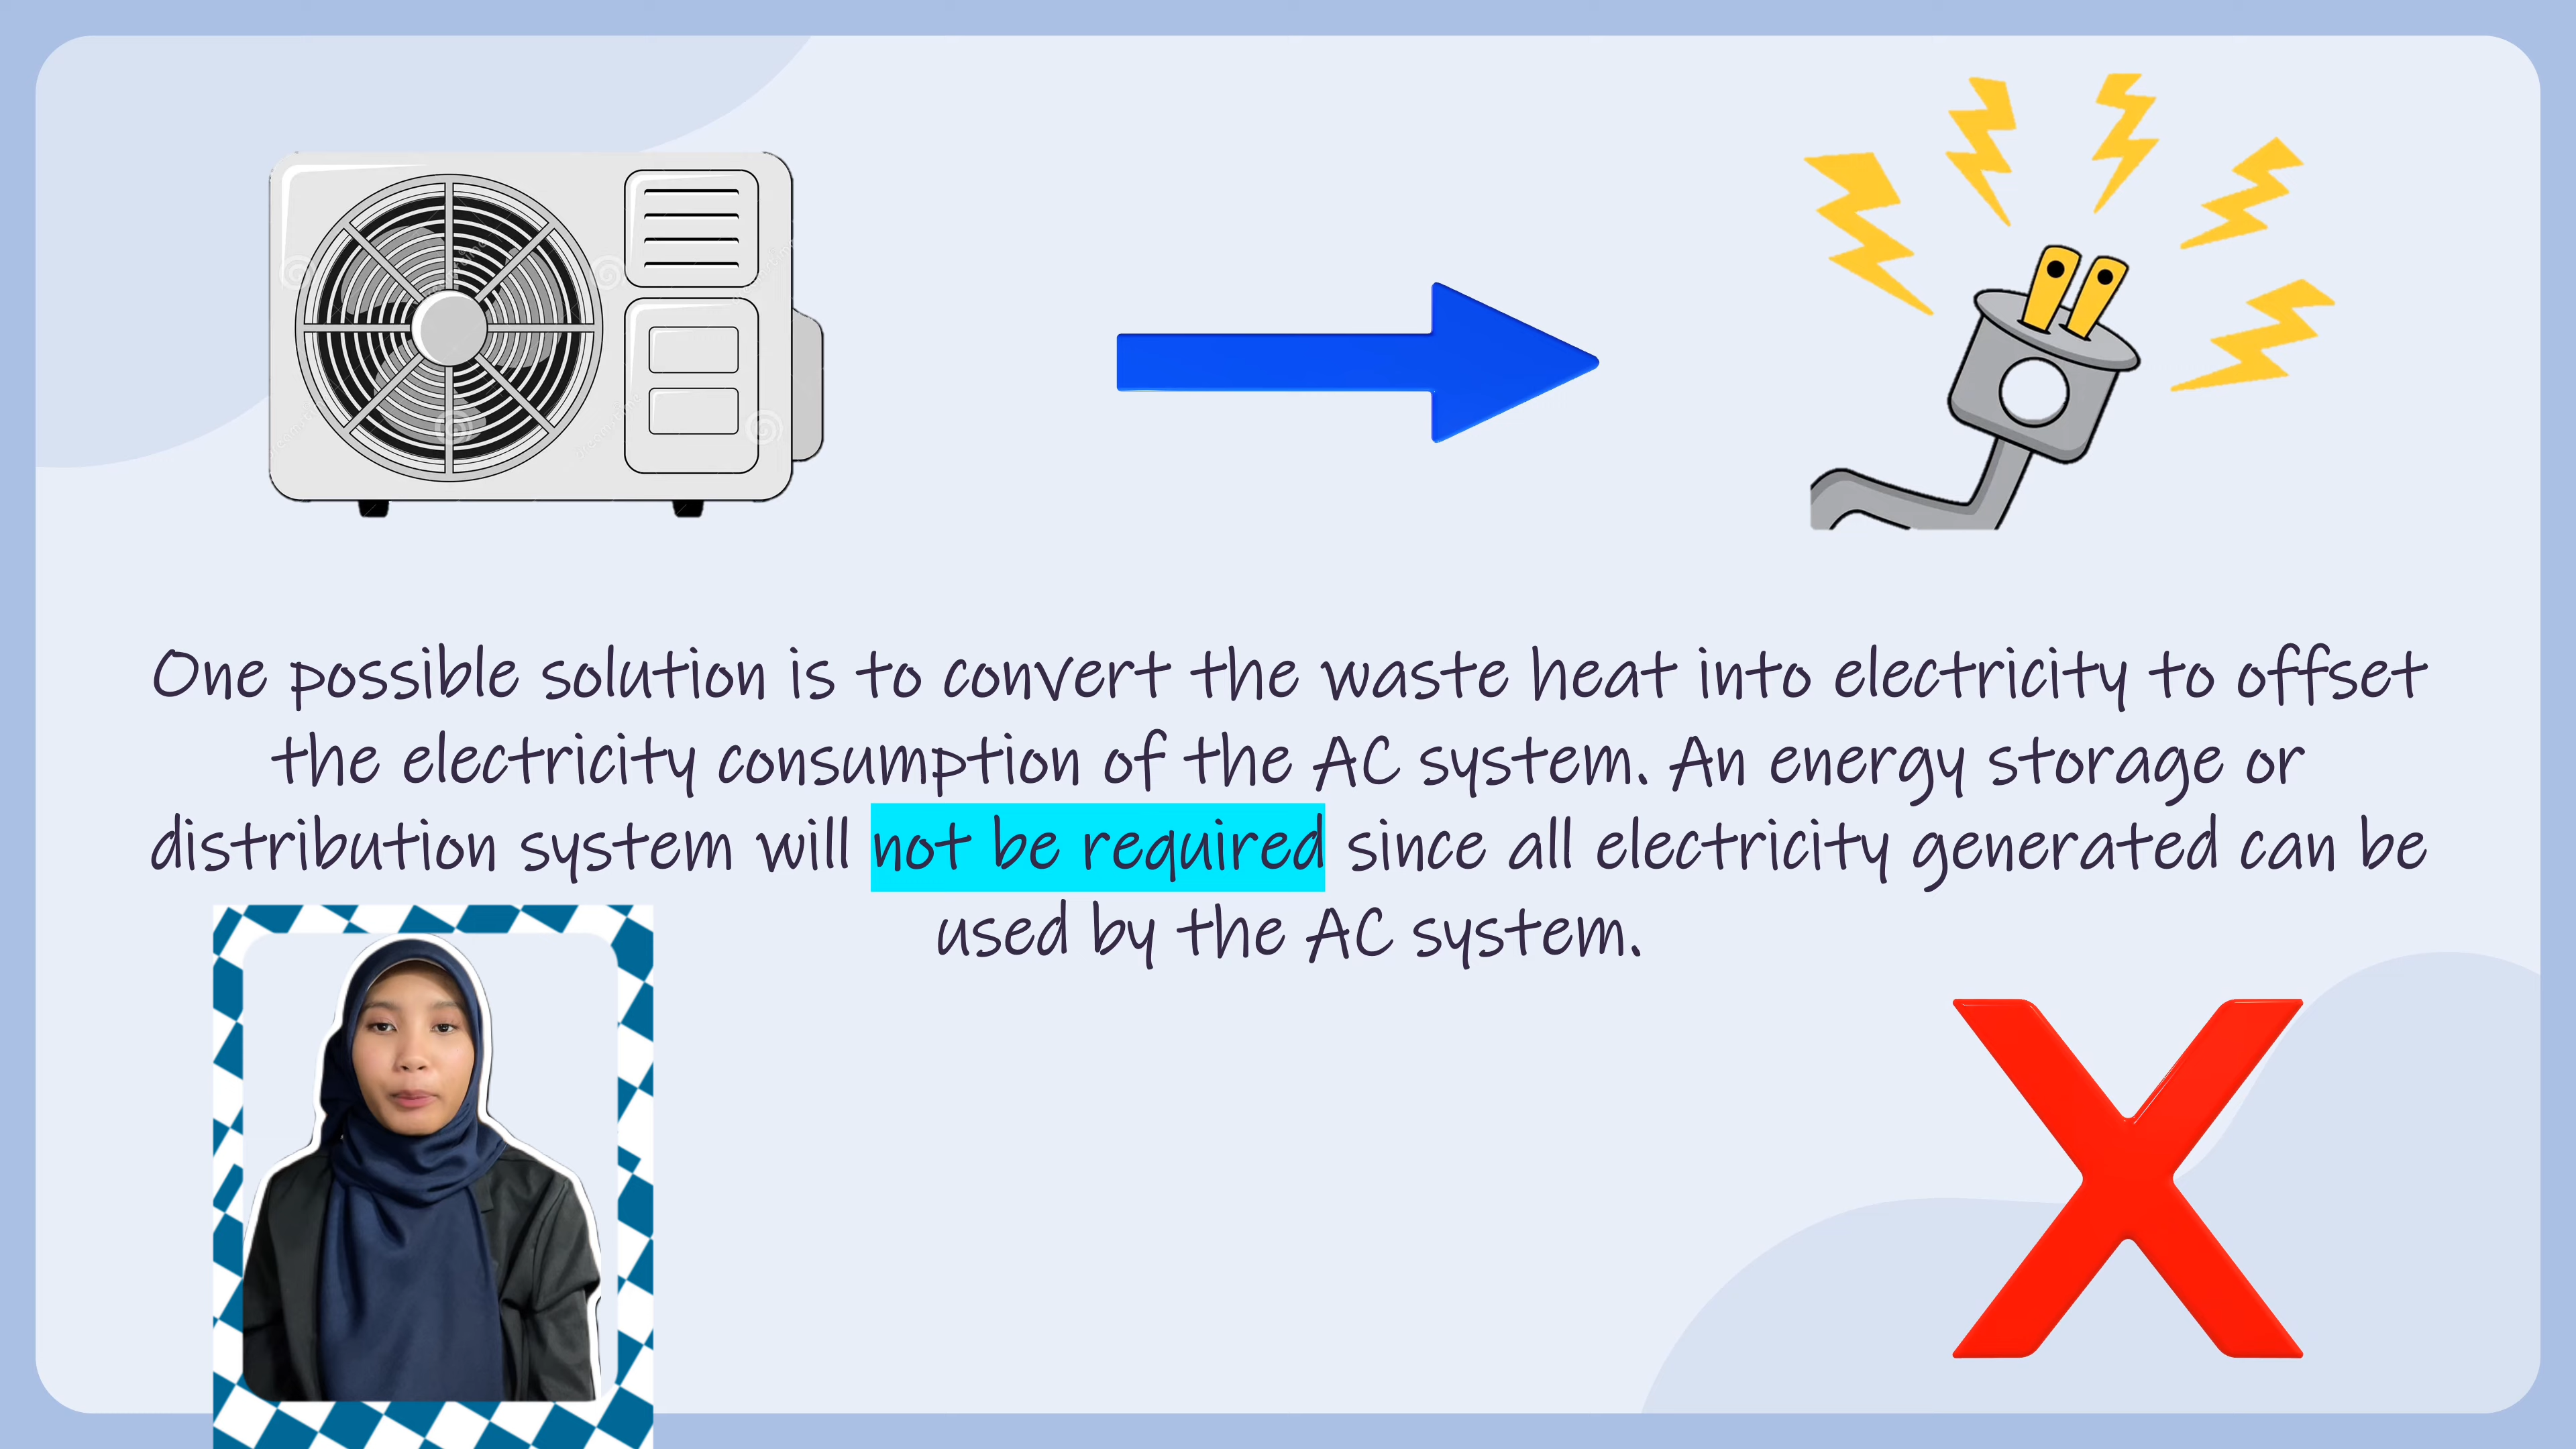 One possible solution is to convert the waste heat into electricity to offset
the electricity consumption of the AC system. An energy storage or
distribution system will not be required since all electricity generated can be
used by the AC system.